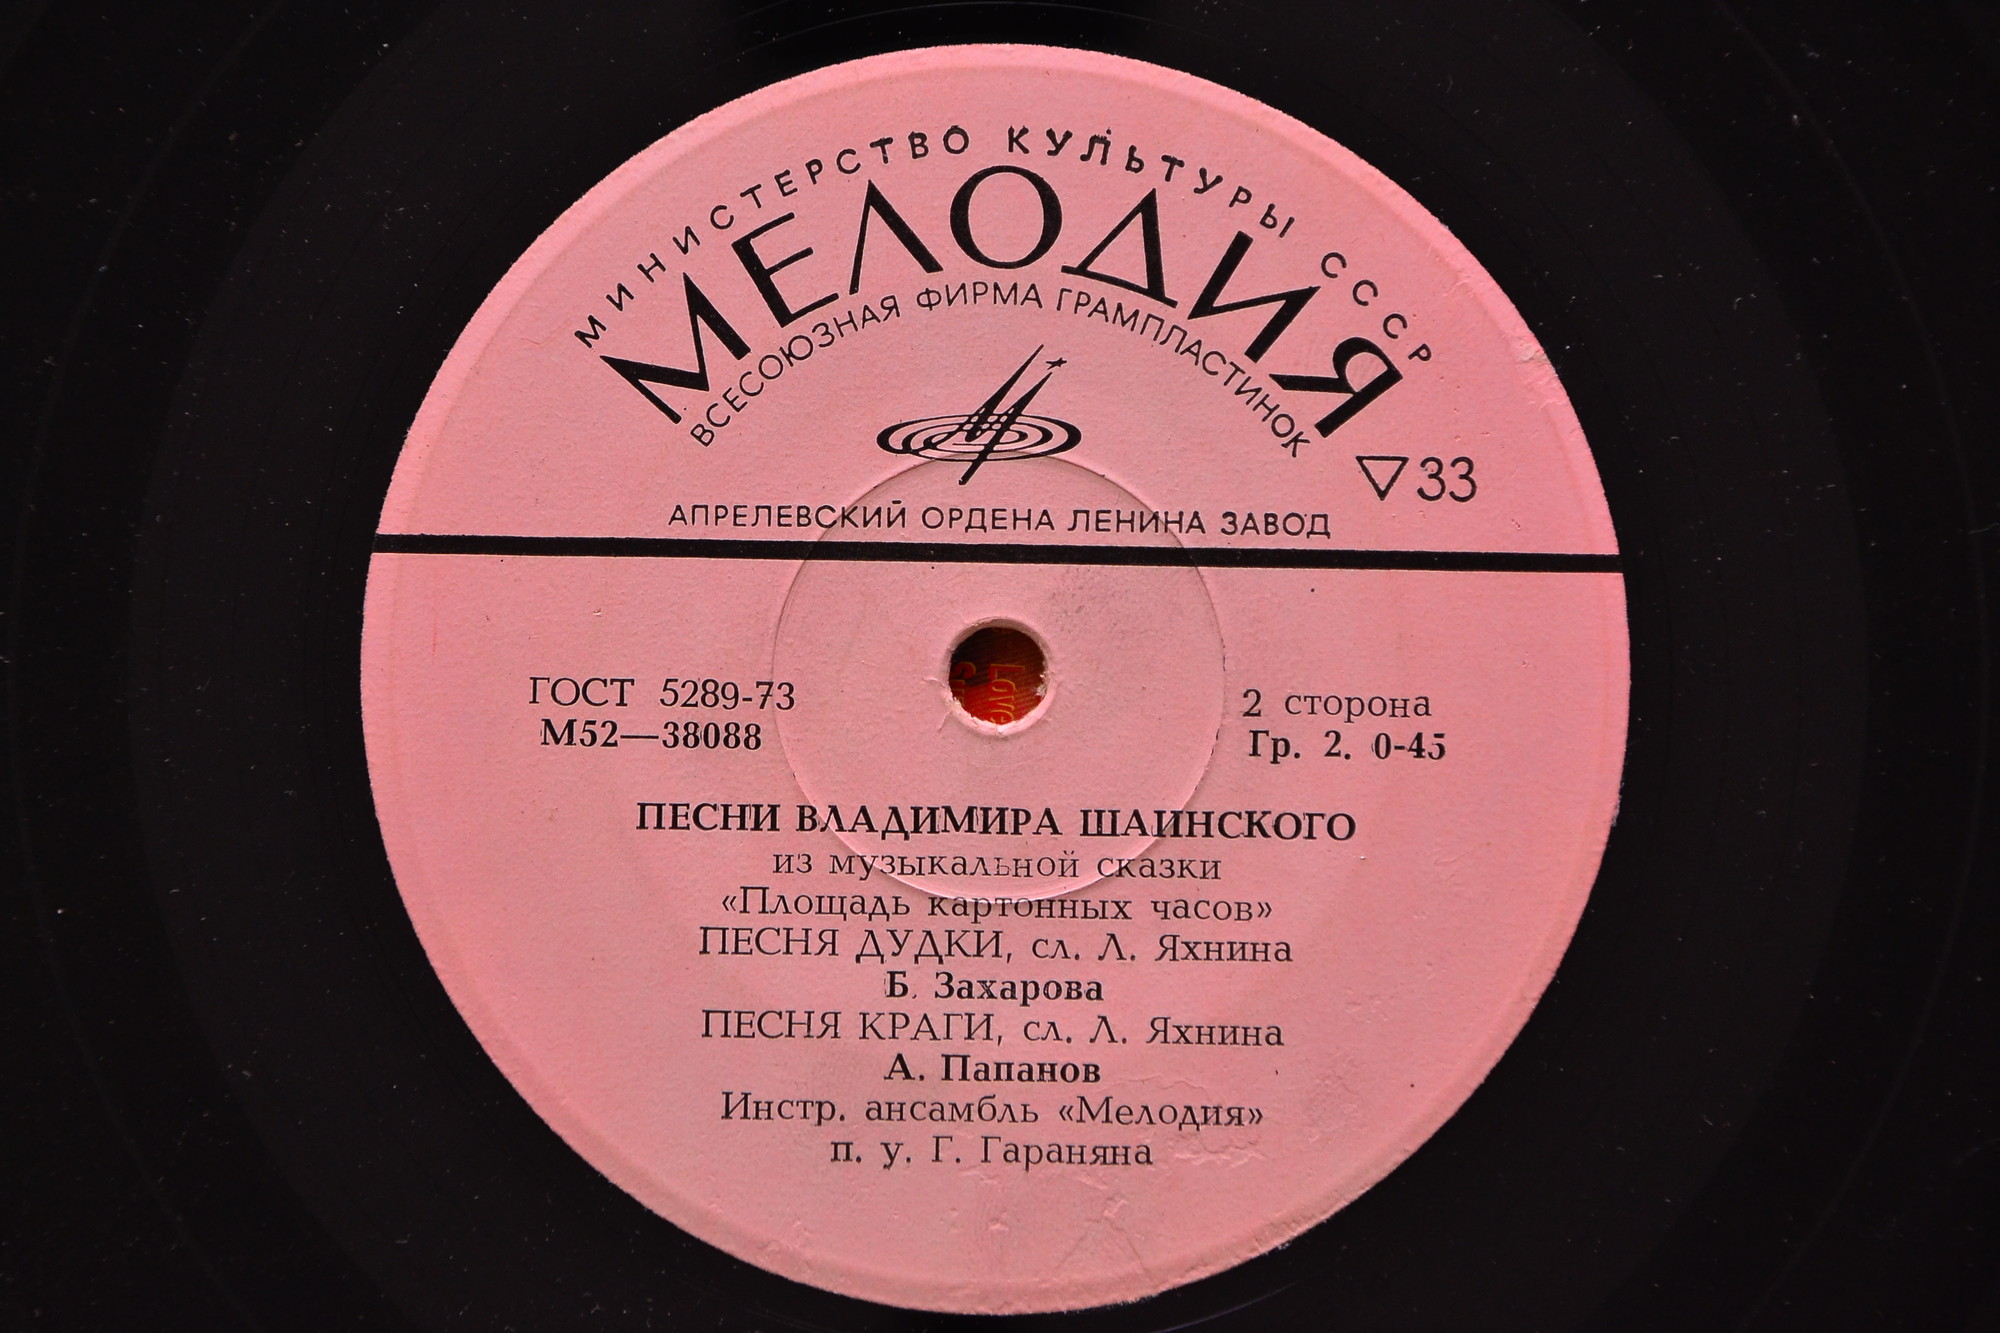 МИНИСТЕРСТВО КУЛЬТУРЫ СССР
МЕЛОДИЯ
ВСЕСОЮЗНАЯ ФИРМА ГРАМПЛАСТИНОК
▽33
АПРЕЛЕВСКИЙ ОРДЕНА ЛЕНИНА ЗАВОД
ГОСТ 5289-73
М52—38088
2 сторона
Гр. 2. 0-45
ПЕСНИ ВЛАДИМИРА ШАИНСКОГО
из музыкальной сказки
«Площадь картонных часов»
ПЕСНЯ ДУДКИ, сл. Л. Яхнина
Б. Захарова
ПЕСНЯ КРАГИ, сл. Л. Яхнина
А. Папанов
Инстр. ансамбль «Мелодия»
п. у. Г. Гараняна